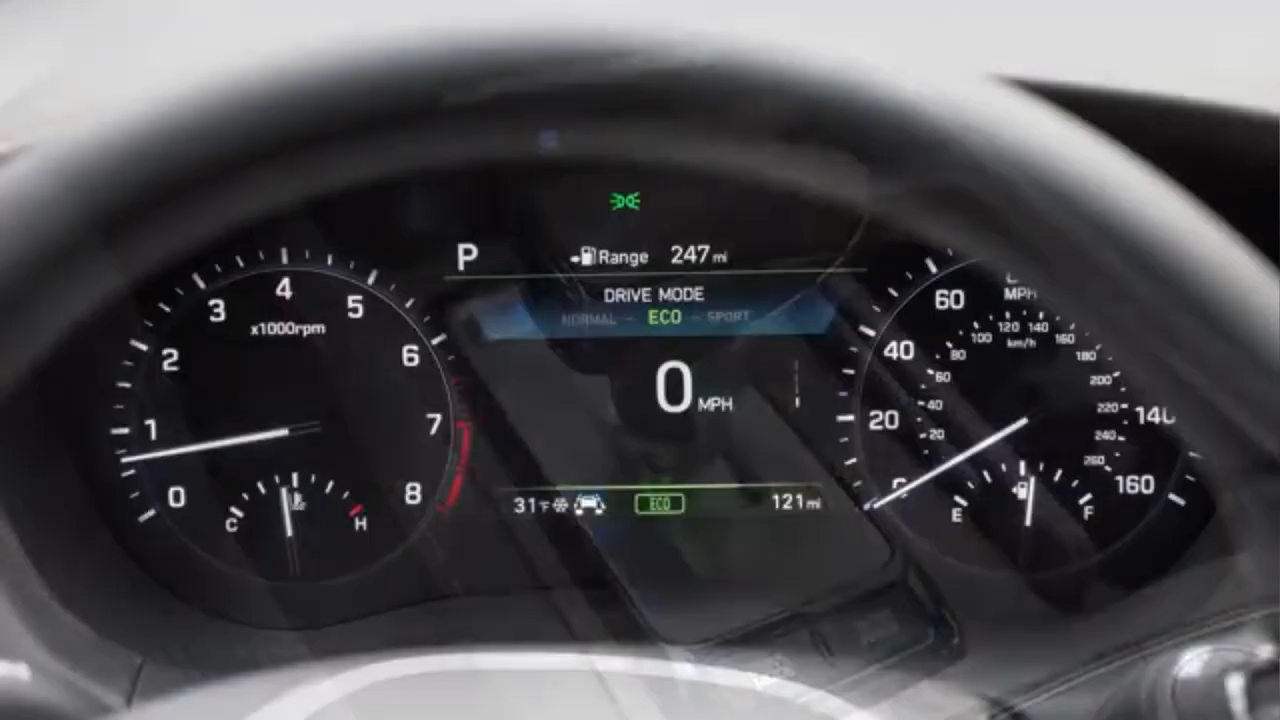 P
Range 247 mi
DRIVE MODE
NORMAL - ECO - SPORT
0 MPH
31°F
ECO
121 mi
0
1
2
3
4
5
6
7
8
x1000rpm
C
H
20
40
60
140
160
MPH
20
40
60
80
100
120
140
160
180
200
220
240
260
km/h
E
F